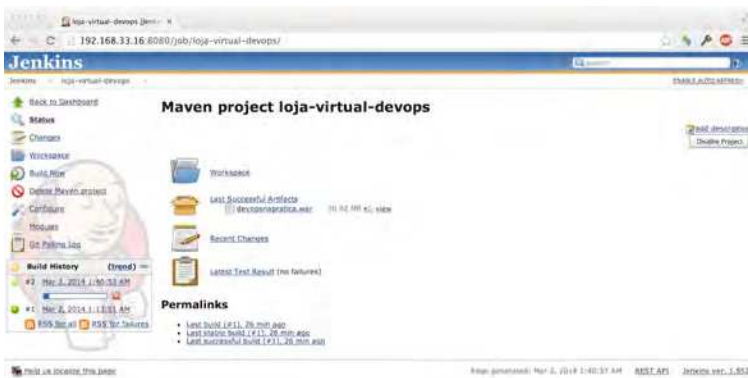 loja-virtual-devops [Jen
192.168.33.16:8080/job/loja-virtual-devops/
Jenkins
search
Jenkins loja-virtual-devops
ENABLE AUTO REFRESH
Back to Dashboard
Status
Changes
Workspace
Build Now
Delete Maven project
Configure
Modules
Git Polling Log
Build History (trend)
#2 Mar 2, 2014 1:40:53 AM
#1 Mar 2, 2014 1:13:51 AM
RSS for all RSS for failures
Maven project loja-virtual-devops
add description
Disable Project
Workspace
Last Successful Artifacts
devopsnapratica.war view
Recent Changes
Latest Test Result (no failures)
Permalinks
Last build (#1), 26 min ago
Last stable build (#1), 26 min ago
Last successful build (#1), 26 min ago
Help us localize this page
Page generated: Mar 2, 2014 1:40:57 AM REST API Jenkins ver. 1.552